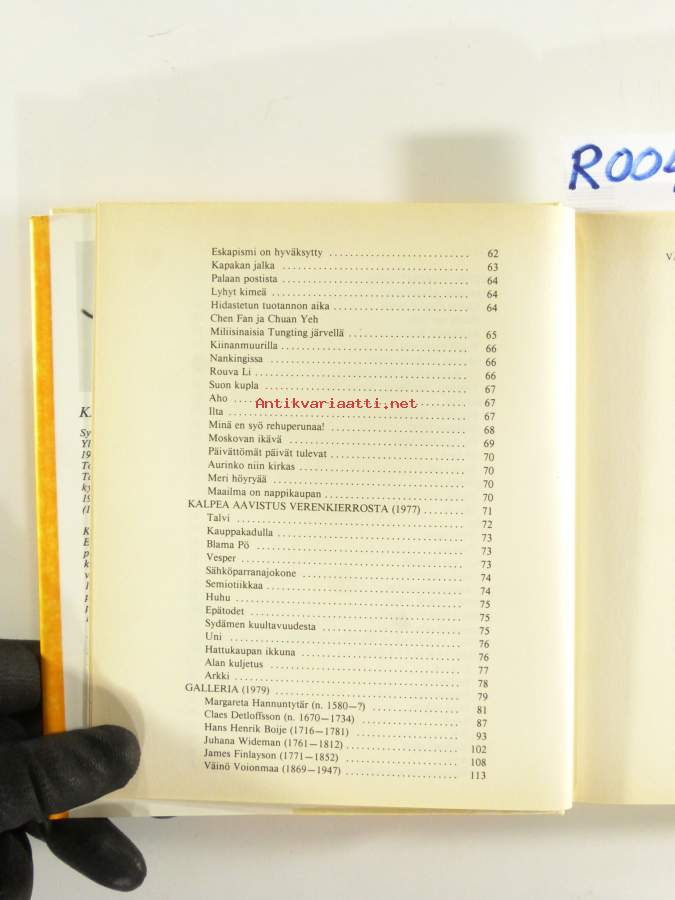 R004
Eskapismi on hyväksytty ........................ 62
Kapakan jalka ........................ 63
Palaan postista ........................ 64
Lyhyt kimeä ........................ 64
Hidastetun tuotannon aika ........................ 64
Chen Fan ja Chuan Yeh
Miliisinaisia Tungting järvellä ........................ 65
Kiinanmuurilla ........................ 66
Nankingissa ........................ 66
Rouva Li ........................ 66
Suon kupla ........................ 67
Aho ........................ 67
Antikvariaatti.net
Ilta ........................ 67
Minä en syö rehuperunaa! ........................ 68
Moskovan ikävä ........................ 69
Päivättömät päivät tulevat ........................ 70
Aurinko niin kirkas ........................ 70
Meri höyryää ........................ 70
Maailma on nappikaupan ........................ 70
KALPEA AAVISTUS VERENKIERROSTA (1977) ........................ 71
Talvi ........................ 72
Kauppakadulla ........................ 73
Blama Pö ........................ 73
Vesper ........................ 73
Sähköparranajokone ........................ 74
Semiotiikkaa ........................ 74
Huhu ........................ 75
Epätodet ........................ 75
Sydämen kuultavuudesta ........................ 75
Uni ........................ 76
Hattukaupan ikkuna ........................ 76
Alan kuljetus ........................ 77
Arkki ........................ 78
GALLERIA (1979) ........................ 79
Margareta Hannuntytär (n. 1580—?) ........................ 81
Claes Detloffsson (n. 1670—1734) ........................ 87
Hans Henrik Boije (1716—1781) ........................ 93
Juhana Wideman (1761—1812) ........................ 102
James Finlayson (1771—1852) ........................ 108
Väinö Voionmaa (1869—1947) ........................ 113